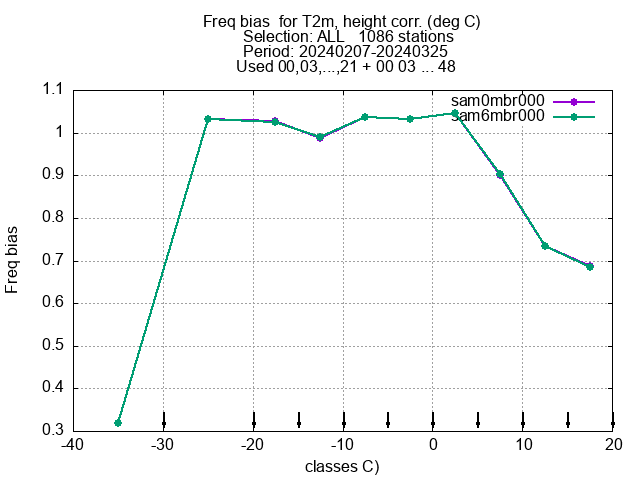 Freq bias  for T2m, height corr. (deg C)
Selection: ALL   1086 stations
Period: 20240207-20240325
Used 00,03,...,21 + 00 03 ... 48
sam0mbr000
sam6mbr000
1.1
1
0.9
0.8
0.7
0.6
0.5
0.4
0.3
Freq bias
-40 -30 -20 -10 0 10 20
classes C)